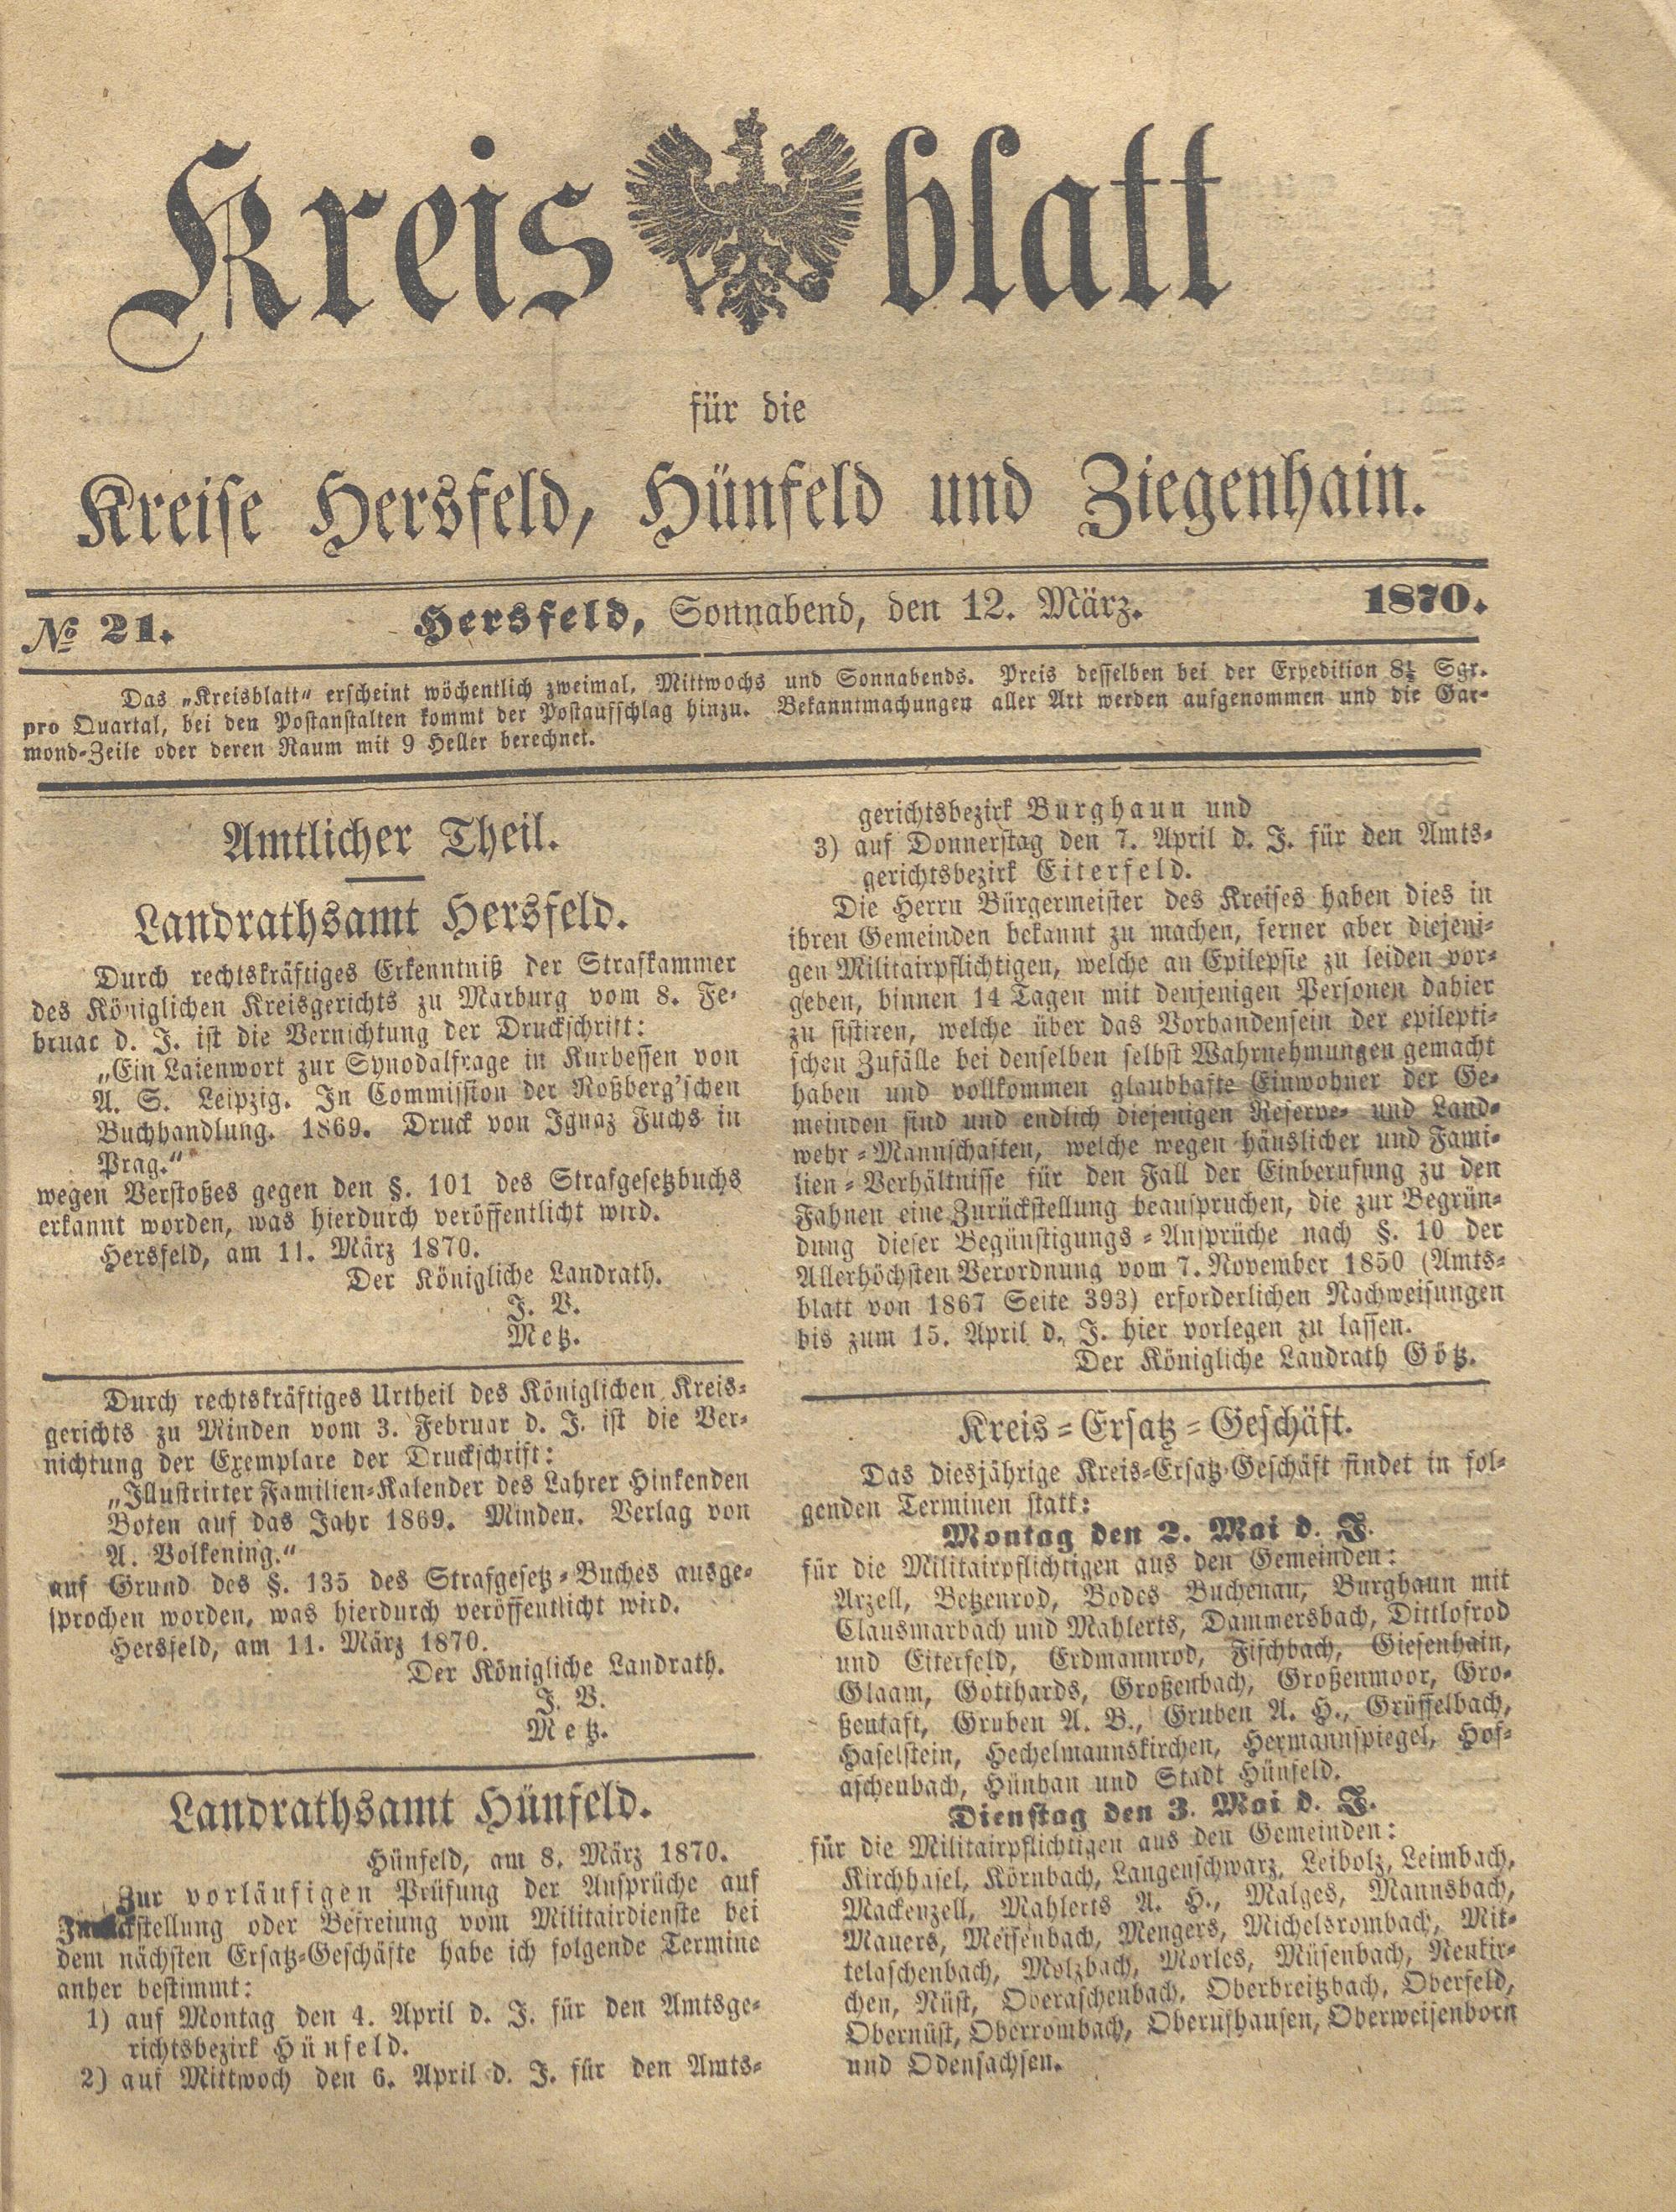 Kreisblatt
für die
Kreise Hersfeld, Hünfeld und Ziegenhain.
№ 21. Hersfeld, Sonnabend, den 12. März. 1870.
Das „Kreisblatt“ erscheint wöchentlich zweimal, Mittwochs und Sonnabends. Preis desselben bei der Expedition 8½ Sgr.
pro Quartal, bei den Postanstalten kommt der Postaufschlag hinzu. Bekanntmachungen aller Art werden aufgenommen und die Gar-
mond-Zeile oder deren Raum mit 9 Heller berechnet.
Amtlicher Theil.
Landrathsamt Hersfeld.
Durch rechtskräftiges Erkenntniß der Strafkammer
des Königlichen Kreisgerichts zu Marburg vom 8. Fe-
bruar d. J. ist die Vernichtung der Druckschrift:
„Ein Laienwort zur Synodalfrage in Kurhessen von
A. S. Leipzig. In Commission der Roßberg'schen
Buchhandlung. 1869. Druck von Ignaz Fuchs in
Prag.“
wegen Verstoßes gegen den §. 101 des Strafgesetzbuchs
erkannt worden, was hierdurch veröffentlicht wird.
Hersfeld, am 11. März 1870.
Der Königliche Landrath.
J. V.
Metz.
Durch rechtskräftiges Urtheil des Königlichen Kreis-
gerichts zu Minden vom 3. Februar d. J. ist die Ver-
nichtung der Exemplare der Druckschrift:
„Illustrirter Familien-Kalender des Lahrer Hinkenden
Boten auf das Jahr 1869. Minden. Verlag von
A. Volkening.“
auf Grund des §. 135 des Strafgesetz-Buches ausge-
sprochen worden, was hierdurch veröffentlicht wird.
Hersfeld, am 11. März 1870.
Der Königliche Landrath.
J. V.
Metz.
Landrathsamt Hünfeld.
Hünfeld, am 8. März 1870.
Zur vorläufigen Prüfung der Ansprüche auf
Zurückstellung oder Befreiung vom Militairdienste bei
dem nächsten Ersatz-Geschäfte habe ich folgende Termine
anher bestimmt:
1) auf Montag den 4. April d. J. für den Amtsge-
richtsbezirk Hünfeld.
2) auf Mittwoch den 6. April d. J. für den Amts-
gerichtsbezirk Burghaun und
3) auf Donnerstag den 7. April d. J. für den Amts-
gerichtsbezirk Eiterfeld.
Die Herrn Bürgermeister des Kreises haben dies in
ihren Gemeinden bekannt zu machen, ferner aber diejeni-
gen Militairpflichtigen, welche an Epilepsie zu leiden vor-
geben, binnen 14 Tagen mit denjenigen Personen dahier
zu sistiren, welche über das Vorhandensein der epilepti-
schen Zufälle bei denselben selbst Wahrnehmungen gemacht
haben und vollkommen glaubhafte Einwohner der Ge-
meinden sind und endlich diejenigen Reserve- und Land-
wehr-Mannschaften, welche wegen häuslicher und Fami-
lien-Verhältnisse für den Fall der Einberufung zu den
Fahnen eine Zurückstellung beanspruchen, die zur Begrün-
dung dieser Begünstigungs-Ansprüche nach §. 10 der
Allerhöchsten Verordnung vom 7. November 1850 (Amts-
blatt von 1867 Seite 393) erforderlichen Nachweisungen
bis zum 15. April d. J. hier vorlegen zu lassen.
Der Königliche Landrath Götz.
Kreis-Ersatz-Geschäft.
Das diesjährige Kreis-Ersatz-Geschäft findet in fol-
genden Terminen statt:
Montag den 2. Mai d. J.
für die Militairpflichtigen aus den Gemeinden:
Arzell, Betzenrod, Bodes Buchenau, Burghaun mit
Clausmarbach und Mahlerts, Dammersbach, Dittlofrod
und Eiterfeld, Erdmannrod, Fischbach, Giesenhain,
Glaam, Gotthards, Großenbach, Großenmoor, Gro-
ßentaft, Gruben A. B., Gruben A. H., Grüsselbach,
Haselstein, Hechelmannskirchen, Hermannspiegel, Hof-
aschenbach, Hünhan und Stadt Hünfeld.
Dienstag den 3. Mai d. J.
für die Militairpflichtigen aus den Gemeinden:
Kirchhasel, Körnbach, Langenschwarz, Leibolz, Leimbach,
Mackenzell, Mahlerts A. H., Malges, Mannsbach,
Mauers, Meisenbach, Mengers, Michelsrombach, Mit-
telaschenbach, Molzbach, Morles, Müsenbach, Neukir-
chen, Nüst, Oberaschenbach, Oberbreitzbach, Oberfeld,
Obernüst, Oberrombach, Oberufhausen, Oberweisenborn
und Odensachsen.